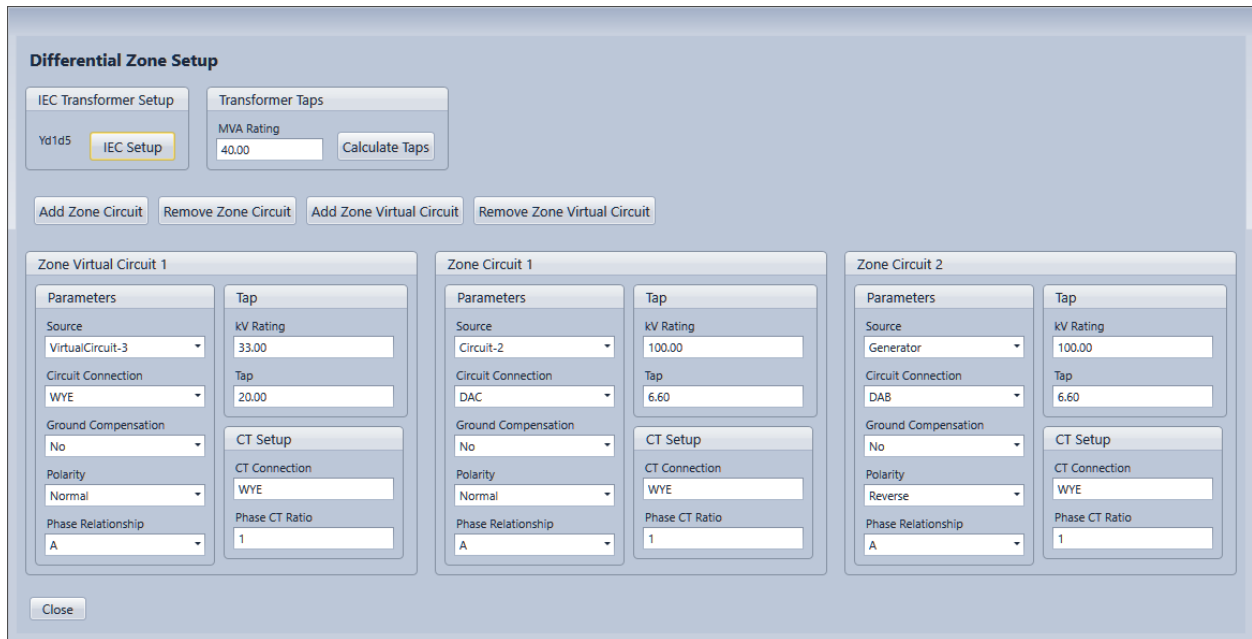 Differential Zone Setup
IEC Transformer Setup
Yd1d5
IEC Setup
Transformer Taps
MVA Rating
40.00
Calculate Taps
Add Zone Circuit
Remove Zone Circuit
Add Zone Virtual Circuit
Remove Zone Virtual Circuit
Zone Virtual Circuit 1
Parameters
Source
VirtualCircuit-3
Circuit Connection
WYE
Ground Compensation
No
Polarity
Normal
Phase Relationship
A
Tap
kV Rating
33.00
Tap
20.00
CT Setup
CT Connection
WYE
Phase CT Ratio
1
Zone Circuit 1
Parameters
Source
Circuit-2
Circuit Connection
DAC
Ground Compensation
No
Polarity
Normal
Phase Relationship
A
Tap
kV Rating
100.00
Tap
6.60
CT Setup
CT Connection
WYE
Phase CT Ratio
1
Zone Circuit 2
Parameters
Source
Generator
Circuit Connection
DAB
Ground Compensation
No
Polarity
Reverse
Phase Relationship
A
Tap
kV Rating
100.00
Tap
6.60
CT Setup
CT Connection
WYE
Phase CT Ratio
1
Close